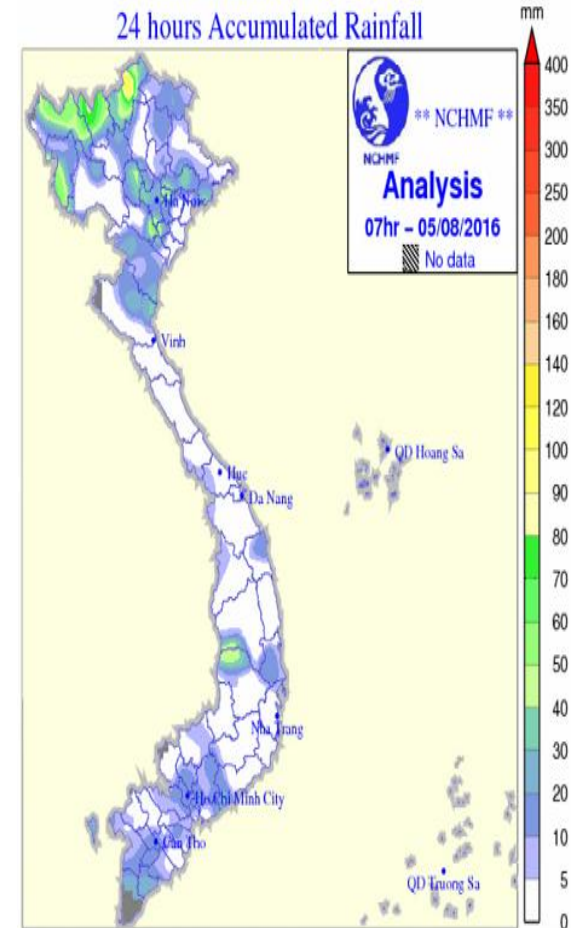 24 hours Accumulated Rainfall
mm
** NCHMF **
NCHMF
Analysis
07hr – 05/08/2016
No data
400
350
300
250
200
180
160
140
120
100
90
80
70
60
50
40
30
20
10
5
0
Ha Noi
Vinh
Hue
Da Nang
QD Hoang Sa
Nha Trang
Ho Chi Minh City
Can Tho
QD Truong Sa